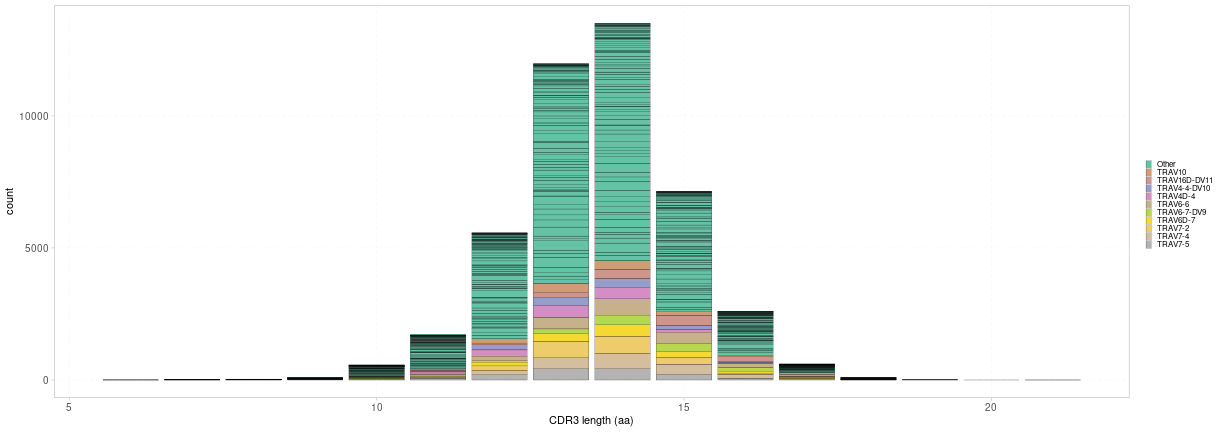 10000
5000
0
count
5
10
15
20
CDR3 length (aa)
Other
TRAV10
TRAV16D-DV11
TRAV4-4-DV10
TRAV4D-4
TRAV6-6
TRAV6-7-DV9
TRAV6D-7
TRAV7-2
TRAV7-4
TRAV7-5